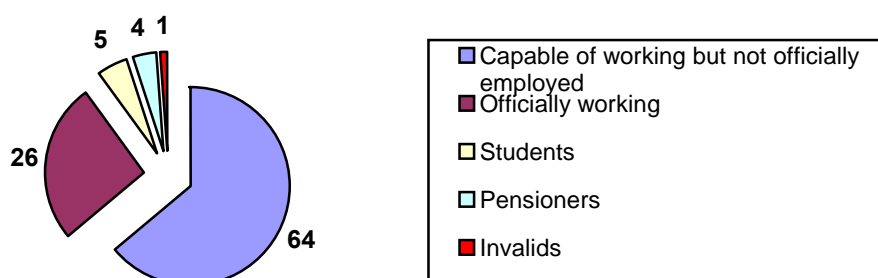 5
4
1
26
64
Capable of working but not officially
employed
Officially working
Students
Pensioners
Invalids